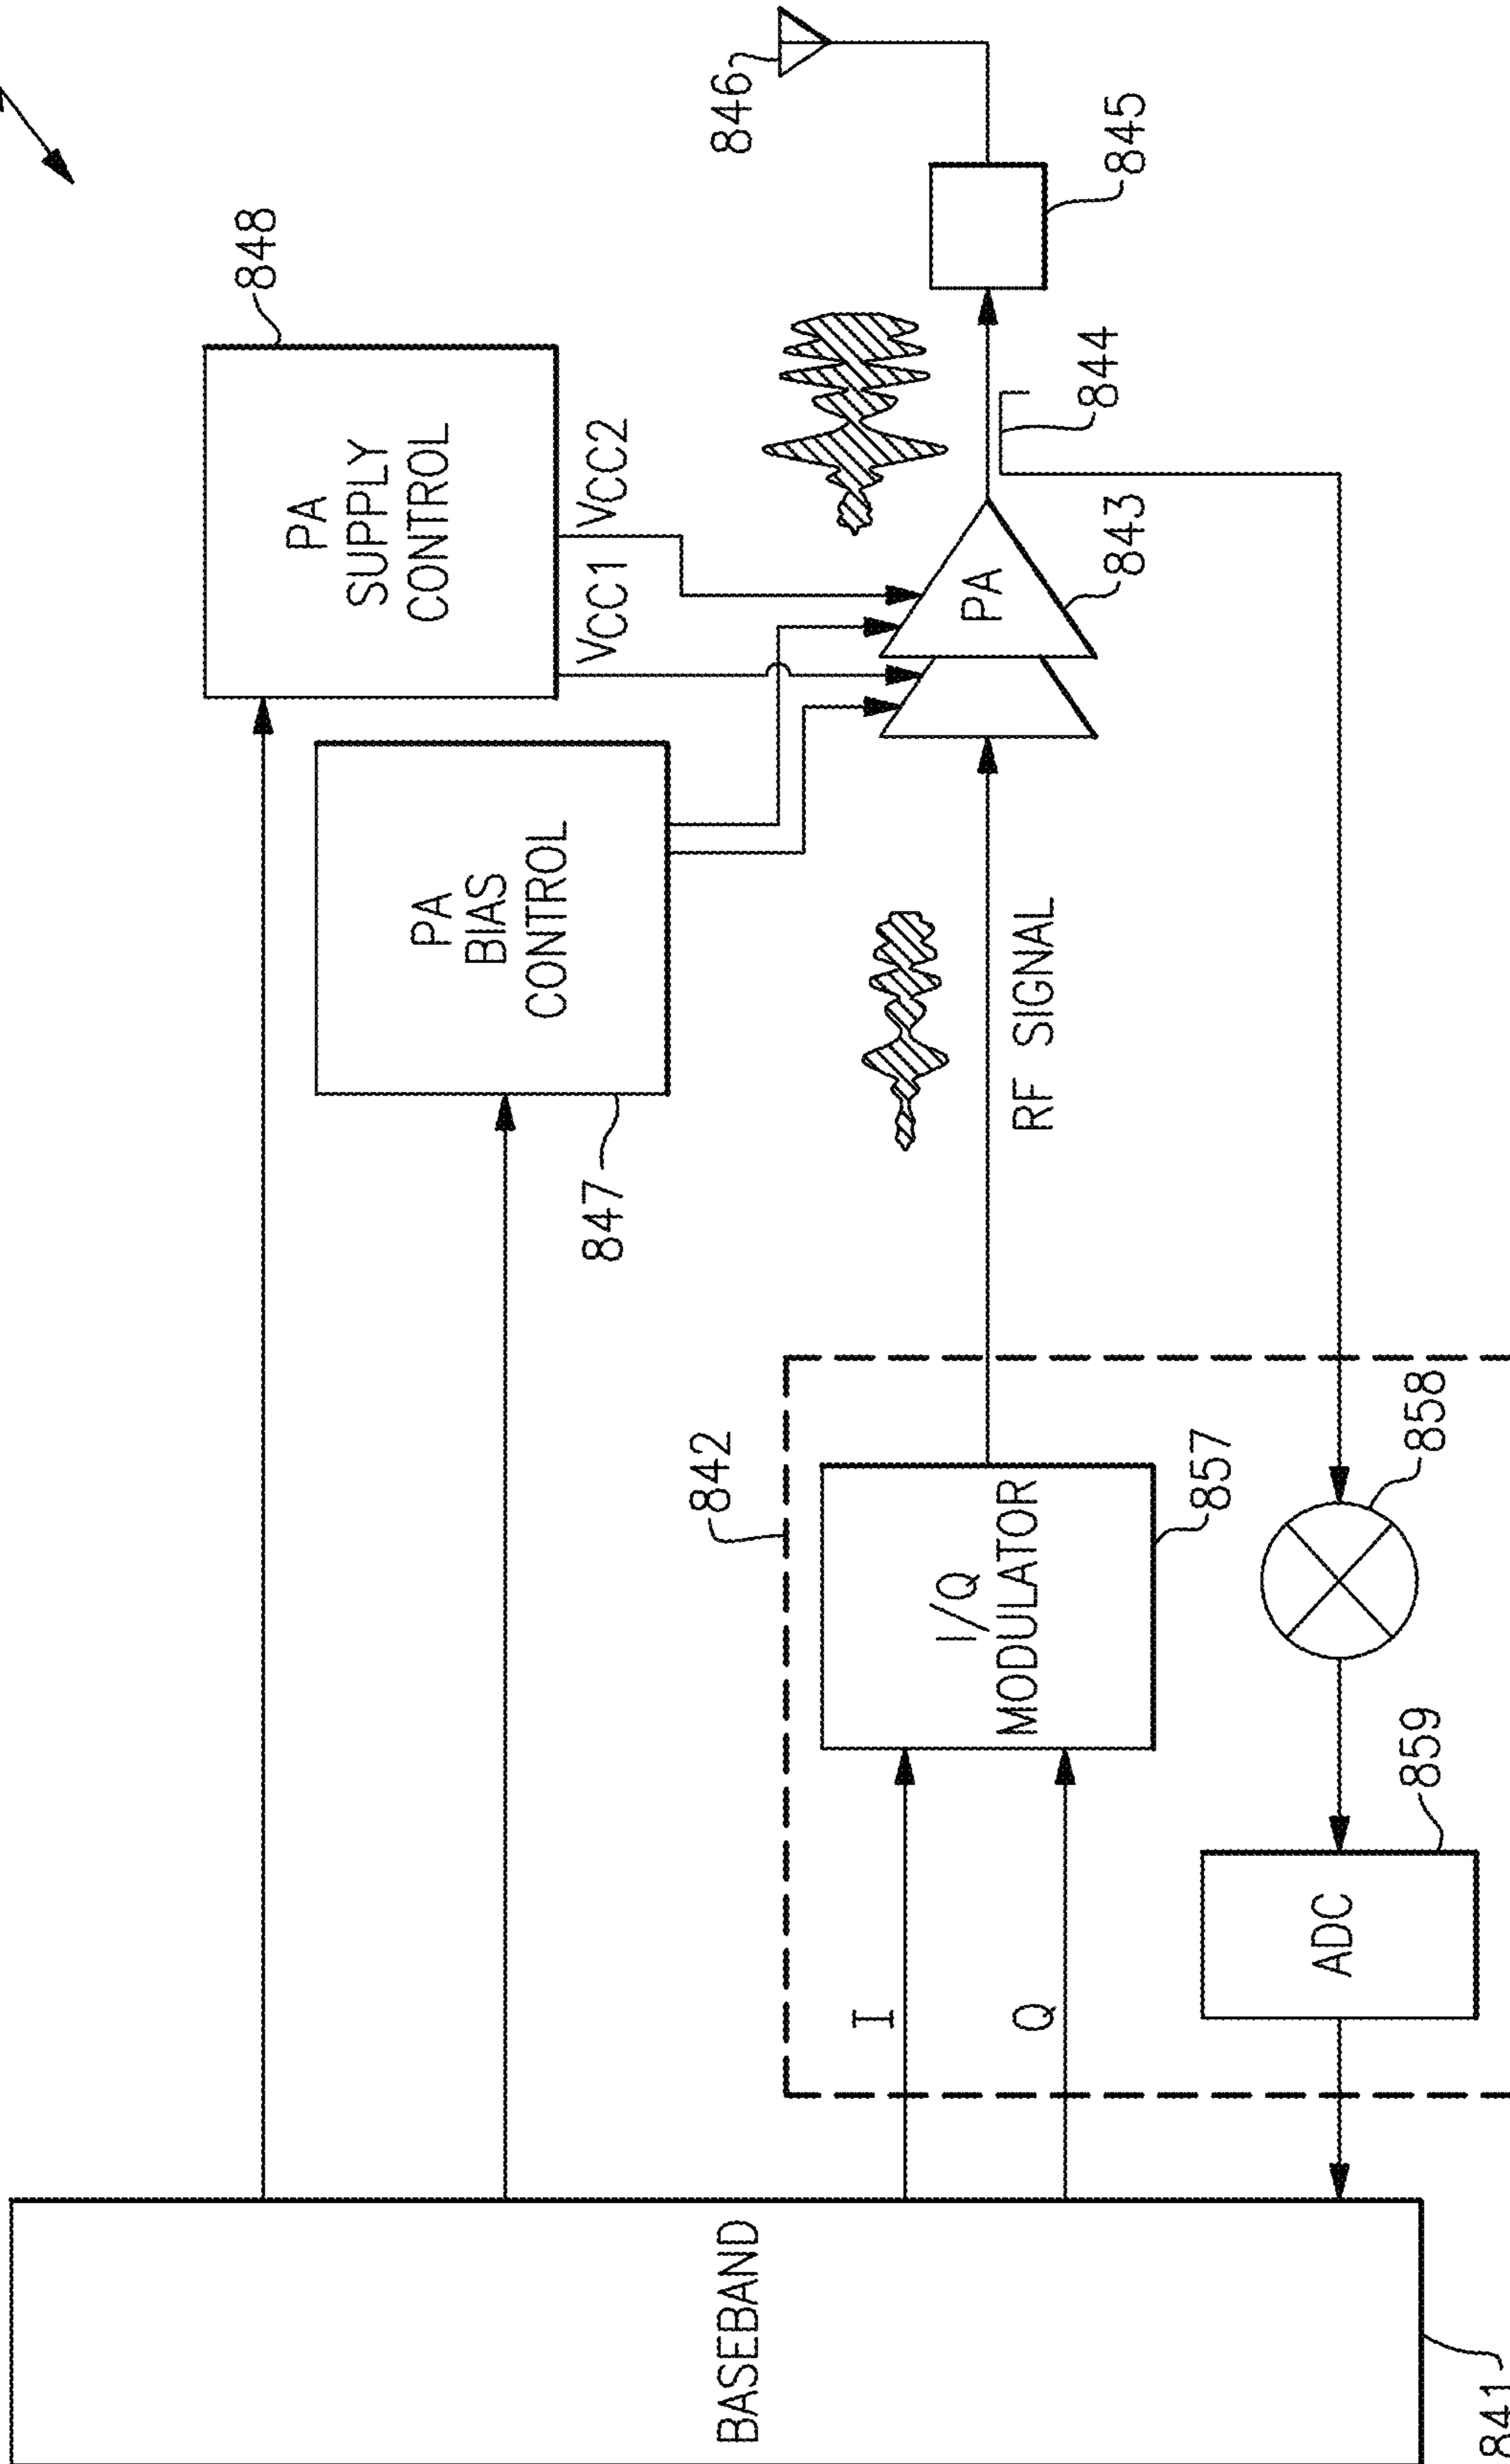 848
PA
SUPPLY
CONTROL
VCC1
VCC2
PA
BIAS
CONTROL
847
846
845
844
PA
843
RF SIGNAL
842
I/Q
MODULATOR
857
858
I
Q
ADC
859
BASEBAND
841